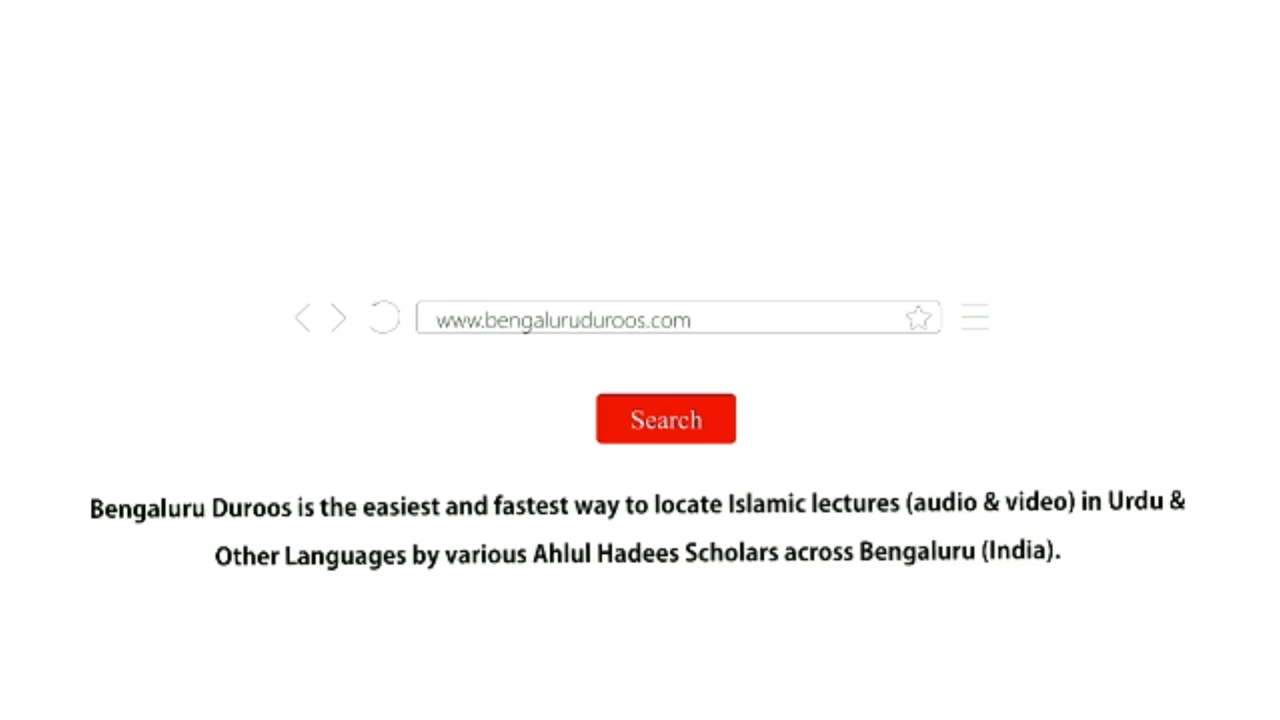 www.bengaluruduroos.com
Search
Bengaluru Duroos is the easiest and fastest way to locate Islamic lectures (audio & video) in Urdu &
Other Languages by various Ahlul Hadees Scholars across Bengaluru (India).